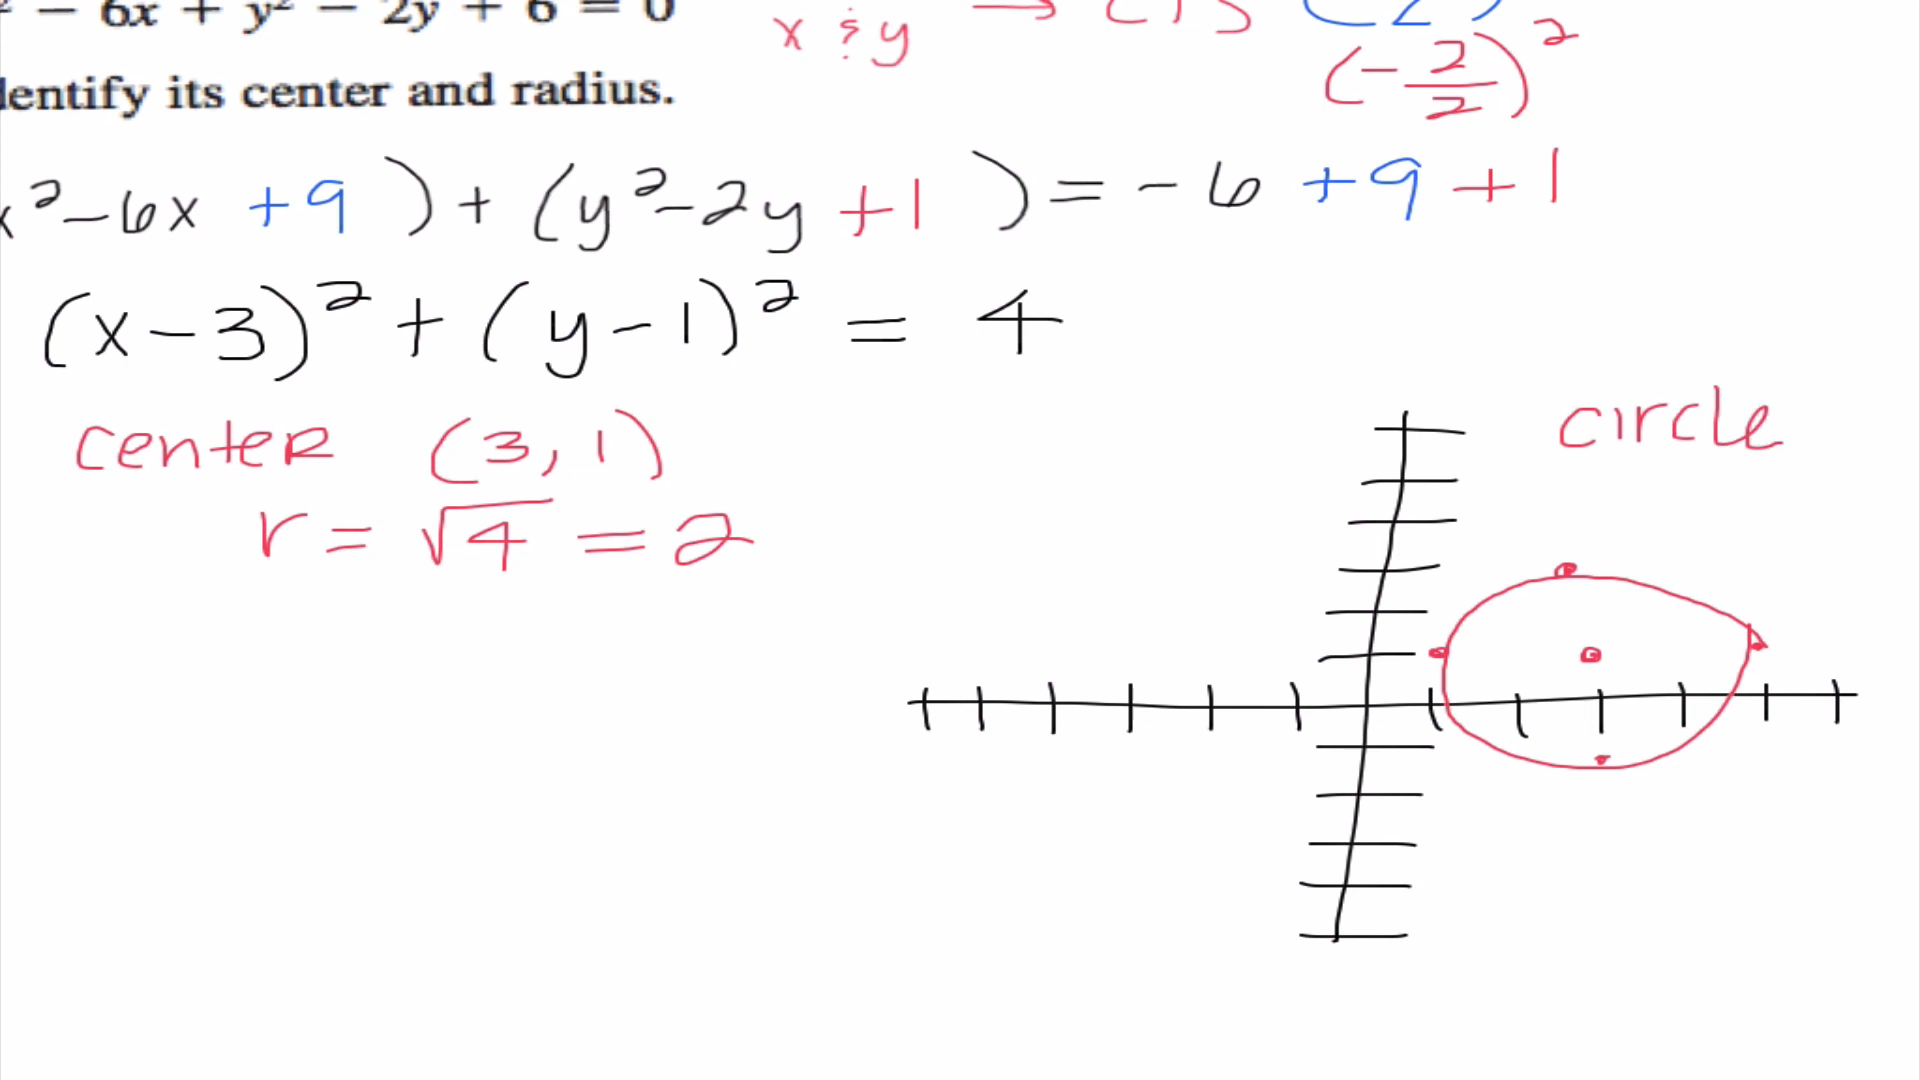 - 6x + y² - 2y + 6 = 0
x & y →
(-2/2)²
dentify its center and radius.
x² - 6x + 9 ) + ( y² - 2y + 1 ) = - 6 + 9 + 1
(x - 3)² + (y - 1)² = 4
center (3, 1)
r = √4 = 2
circle